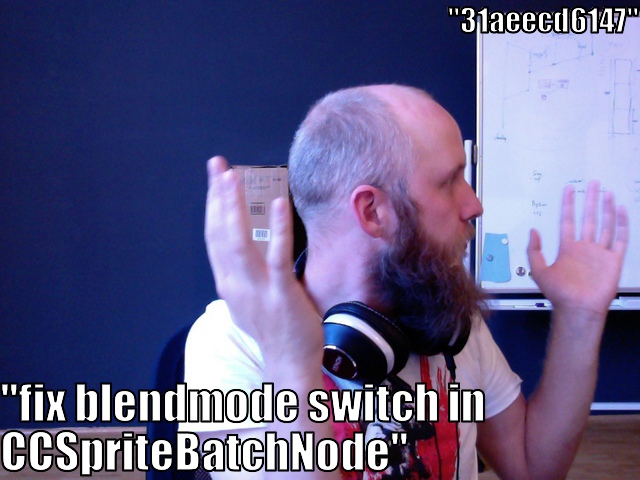 "31aeecd6147"
"fix blendmode switch in
CCSpriteBatchNode"